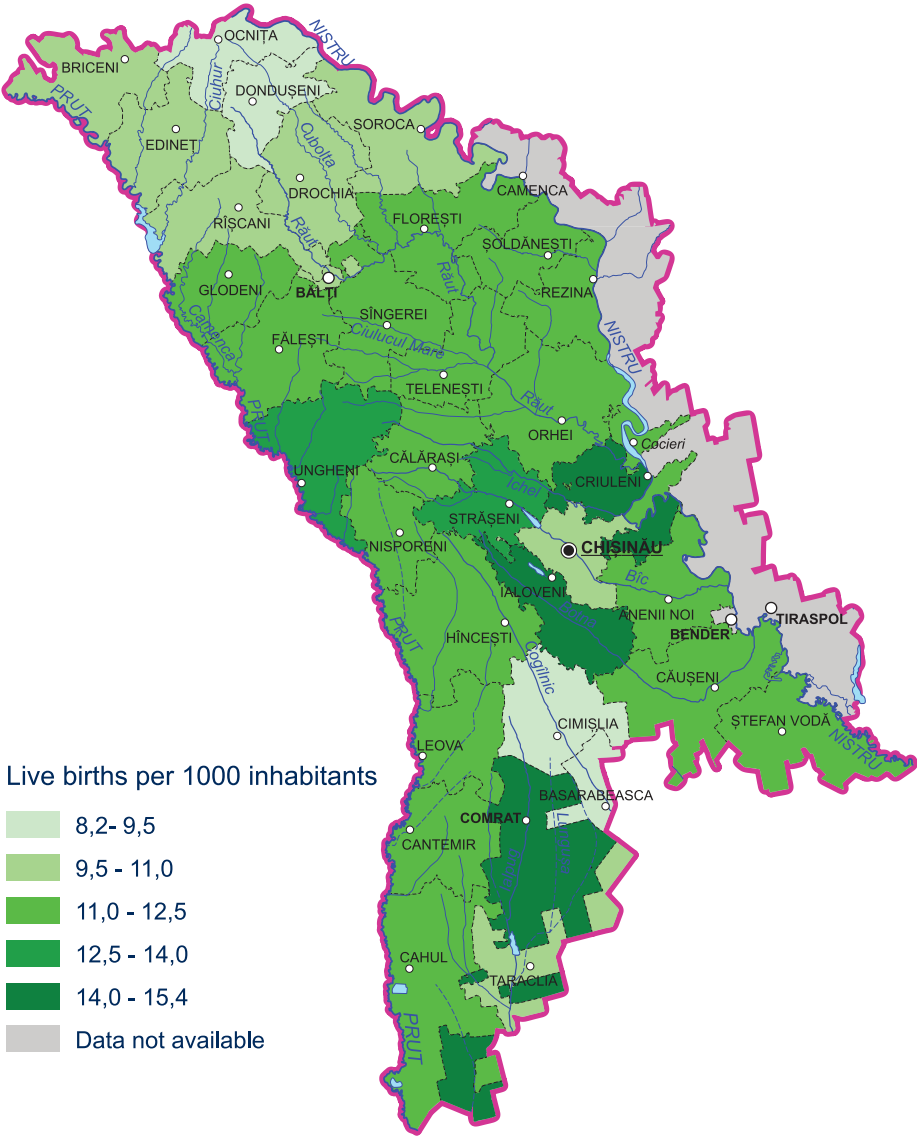 OCNIȚA
NISTRU
BRICENI
Ciuhur
DONDUȘENI
PRUT
SOROCA
EDINEȚ
Cubolta
CAMENCA
DROCHIA
RÎȘCANI
FLOREȘTI
Răut
ȘOLDĂNEȘTI
Răut
GLODENI
BĂLȚI
REZINA
Camenca
SÎNGEREI
NISTRU
FĂLEȘTI
Ciulucul Mare
TELENEȘTI
PRUT
Răut
ORHEI
Cocieri
CĂLĂRAȘI
UNGHENI
Ichel
CRIULENI
STRĂȘENI
NISPORENI
CHIȘINĂU
Bîc
IALOVENI
ANENII NOI
TIRASPOL
BENDER
PRUT
HÎNCEȘTI
Cogîlnic
CĂUȘENI
CIMIȘLIA
ȘTEFAN VODĂ
NISTRU
LEOVA
Live births per 1000 inhabitants
BASARABEASCA
8,2- 9,5
COMRAT
Lunguța
CANTEMIR
9,5 - 11,0
11,0 - 12,5
12,5 - 14,0
CAHUL
TARACLIA
14,0 - 15,4
Data not available
PRUT